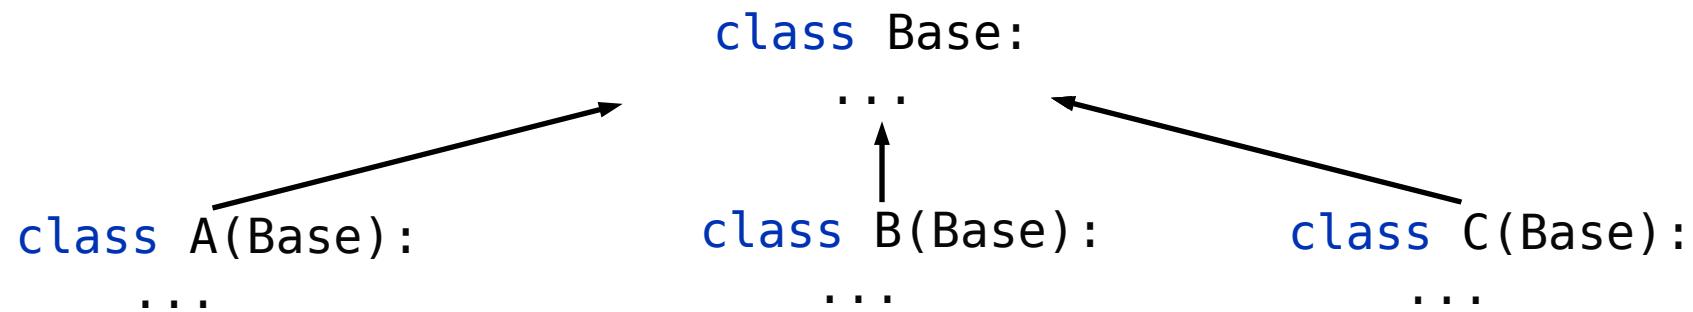 class Base:
...
class A(Base):
...
class B(Base):
...
class C(Base):
...